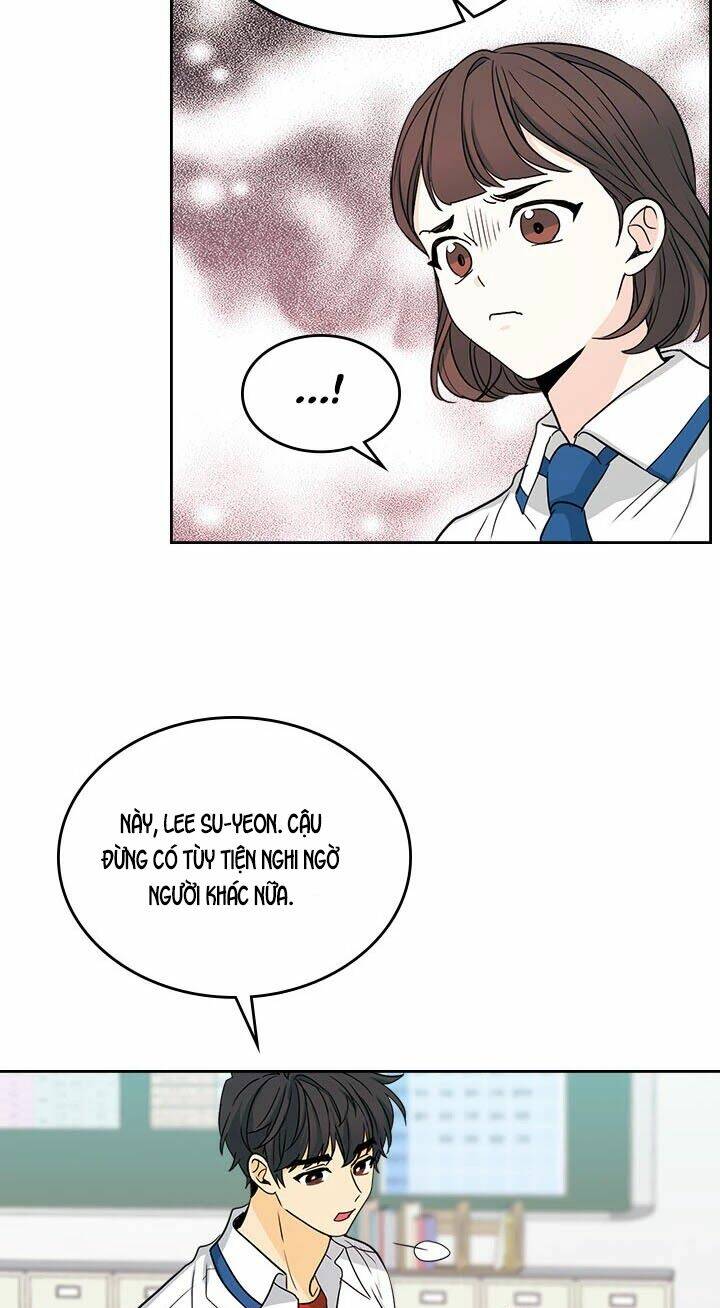 ...!
NÀY, LEE SU-YEON. CẬU
ĐỪNG CÓ TÙY TIỆN NGHI NGỜ
NGƯỜI KHÁC NỮA.